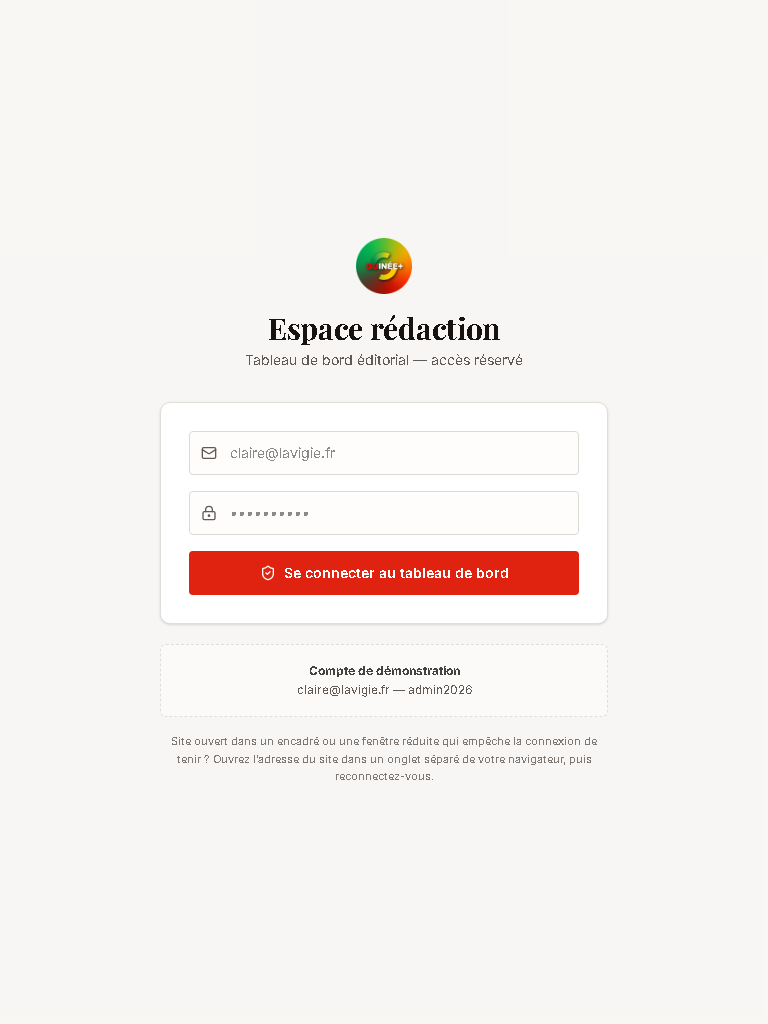 GUINÉE+
Espace rédaction
Tableau de bord éditorial — accès réservé
claire@lavigie.fr
••••••••••
Se connecter au tableau de bord
Compte de démonstration
claire@lavigie.fr — admin2026
Site ouvert dans un encadré ou une fenêtre réduite qui empêche la connexion de
tenir ? Ouvrez l'adresse du site dans un onglet séparé de votre navigateur, puis
reconnectez-vous.